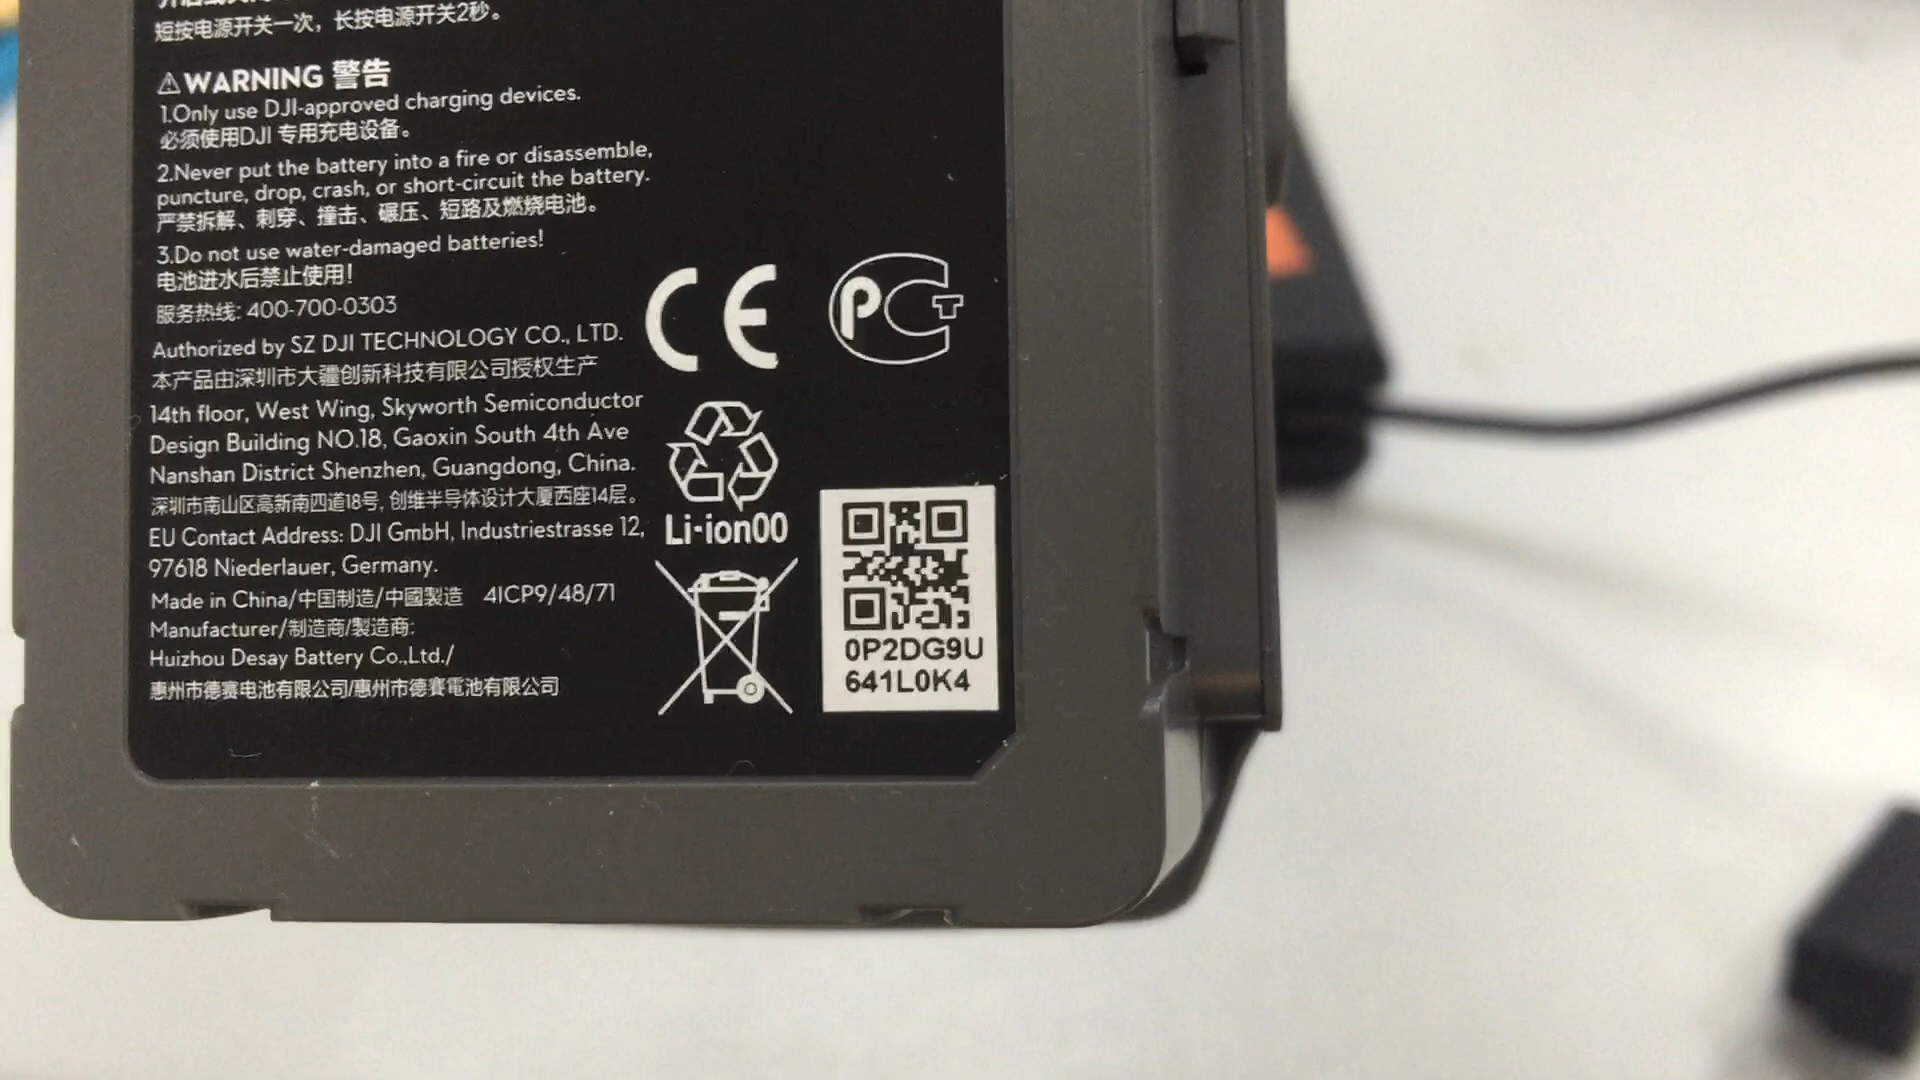 短按电源开关一次，长按电源开关2秒。
⚠WARNING 警告
1.Only use DJI-approved charging devices.
必须使用DJI 专用充电设备。
2.Never put the battery into a fire or disassemble,
puncture, drop, crash, or short-circuit the battery.
严禁拆解、刺穿、撞击、碾压、短路及燃烧电池。
3.Do not use water-damaged batteries!
电池进水后禁止使用！
服务热线: 400-700-0303
Authorized by SZ DJI TECHNOLOGY CO., LTD.
本产品由深圳市大疆创新科技有限公司授权生产
14th floor, West Wing, Skyworth Semiconductor
Design Building NO.18, Gaoxin South 4th Ave
Nanshan District Shenzhen, Guangdong, China.
深圳市南山区高新南四道18号, 创维半导体设计大厦西座14层。
EU Contact Address: DJI GmbH, Industriestrasse 12,
97618 Niederlauer, Germany.
Made in China/中国制造/中國製造 4ICP9/48/71
Manufacturer/制造商/製造商:
Huizhou Desay Battery Co.,Ltd./
惠州市德赛电池有限公司/惠州市德賽電池有限公司
CE
PCT
Li-ion00
0P2DG9U
641L0K4